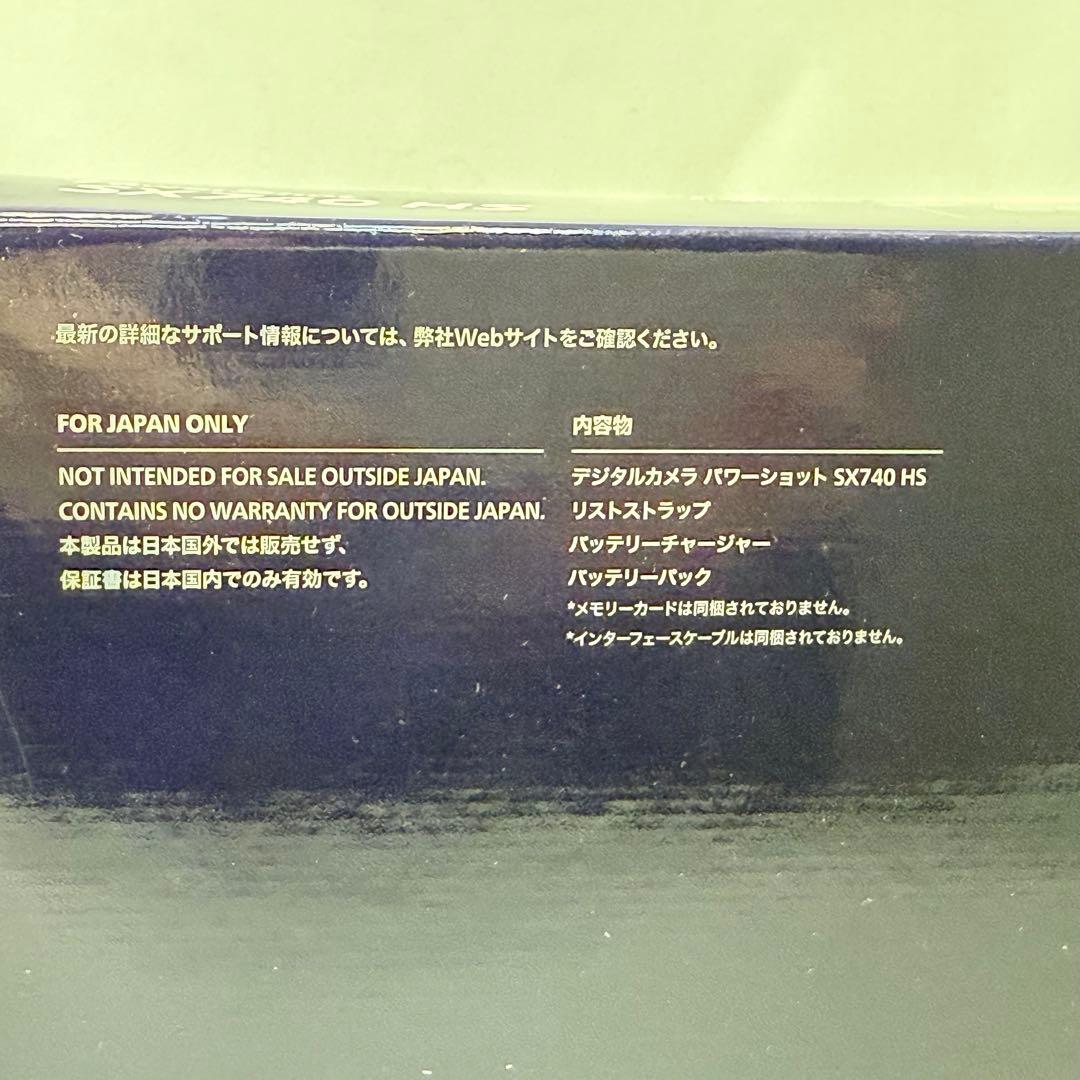 SX740 HS
最新の詳細なサポート情報については、弊社Webサイトをご確認ください。
FOR JAPAN ONLY
NOT INTENDED FOR SALE OUTSIDE JAPAN.
CONTAINS NO WARRANTY FOR OUTSIDE JAPAN.
本製品は日本国外では販売せず、
保証書は日本国内でのみ有効です。
内容物
デジタルカメラ パワーショット SX740 HS
リストストラップ
バッテリーチャージャー
バッテリーパック
*メモリーカードは同梱されておりません。
*インターフェースケーブルは同梱されておりません。